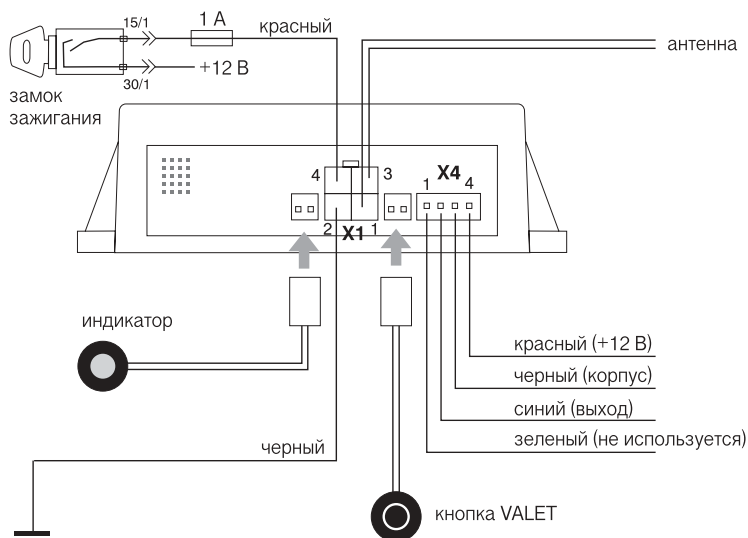 15/1
1 А
красный
антенна
+12 В
30/1
замок
зажигания
4
3
X4
1
4
2
X1
1
индикатор
красный (+12 В)
черный (корпус)
синий (выход)
зеленый (не используется)
черный
кнопка VALET